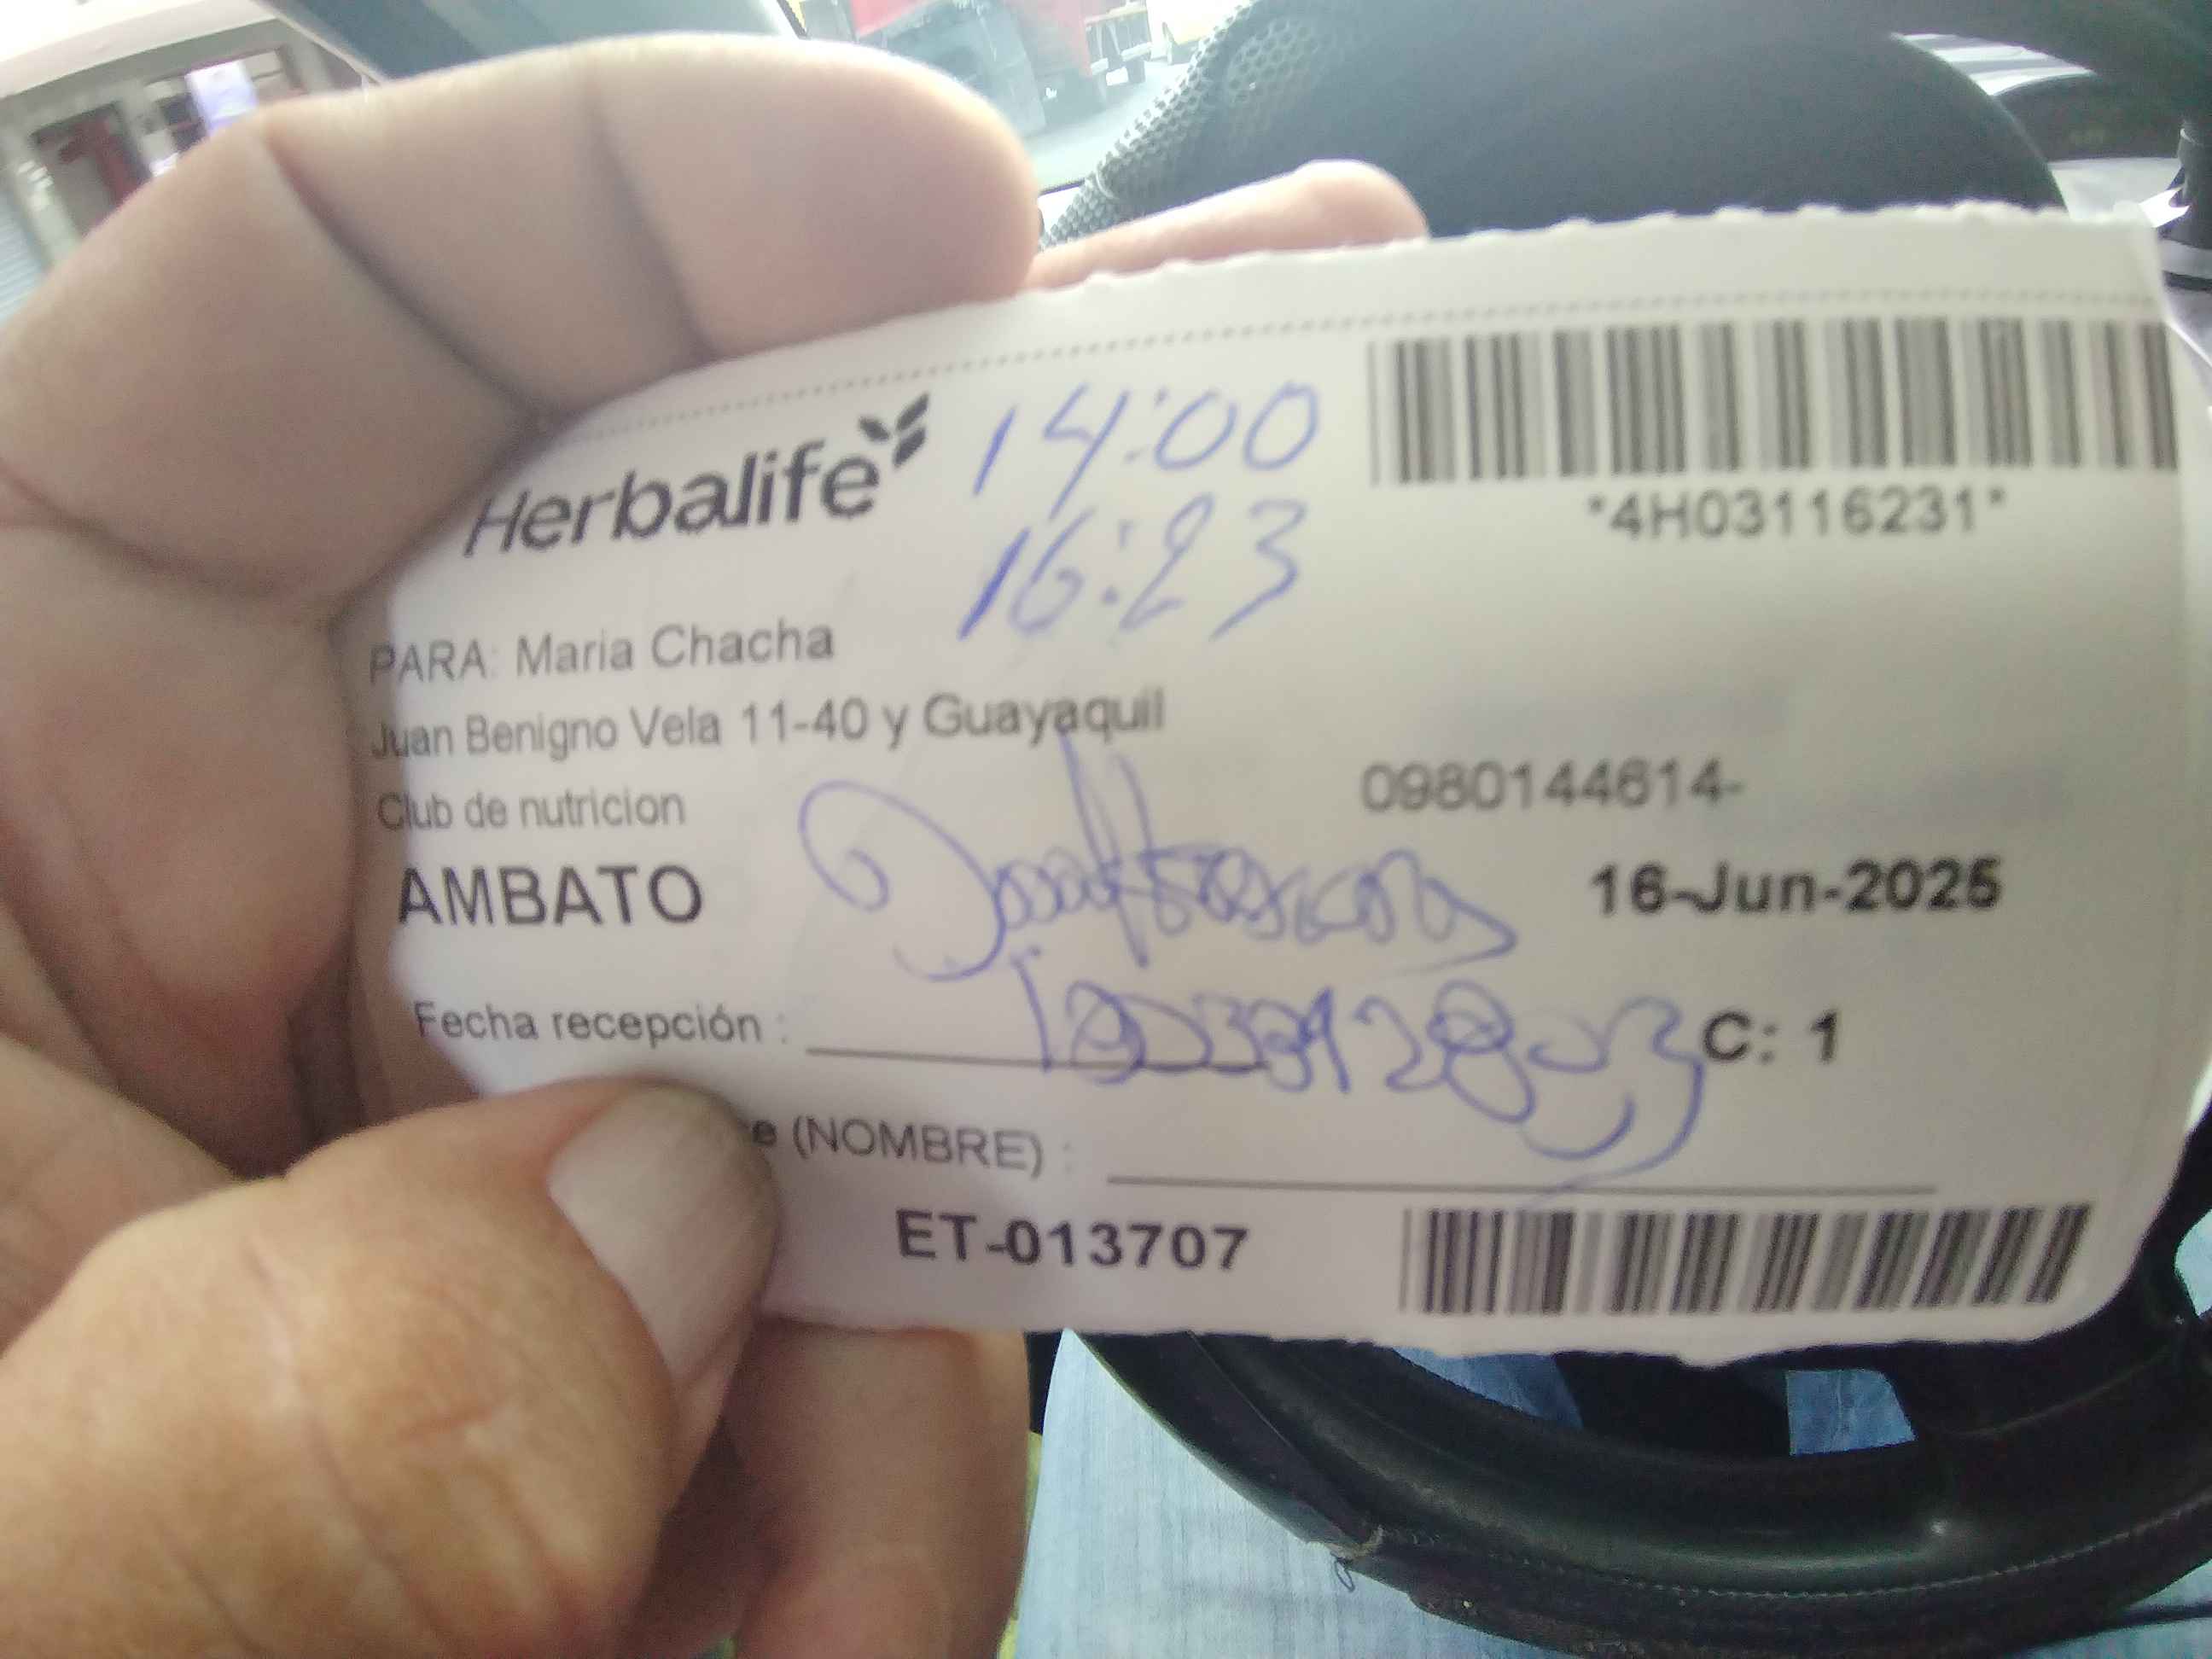 Herbalife
14:00
16:23
*4H03116231*
PARA: Maria Chacha
Juan Benigno Vela 11-40 y Guayaquil
Club de nutricion
0980144614-
AMBATO
16-Jun-2025
Fecha recepción :
C: 1
(NOMBRE) :
ET-013707